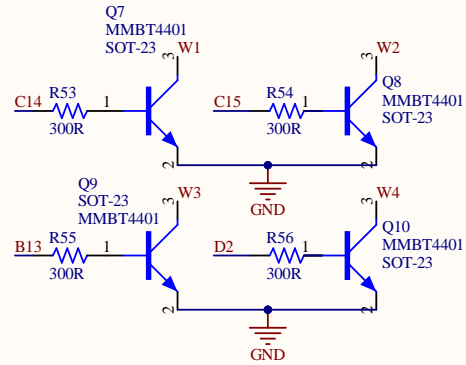 Q7
MMBT4401
SOT-23
3
W1
C14
R53
300R
1
2
3
W2
Q8
MMBT4401
SOT-23
C15
R54
300R
1
2
GND
Q9
SOT-23
MMBT4401
3
W3
B13
R55
300R
1
2
3
W4
Q10
MMBT4401
SOT-23
D2
R56
300R
1
2
GND